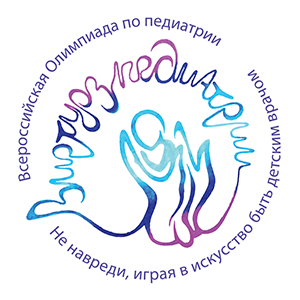 Всероссийская Олимпиада по педиатрии
Виртуоз педиатрии
Не навреди, играя в искусство быть детским врачом